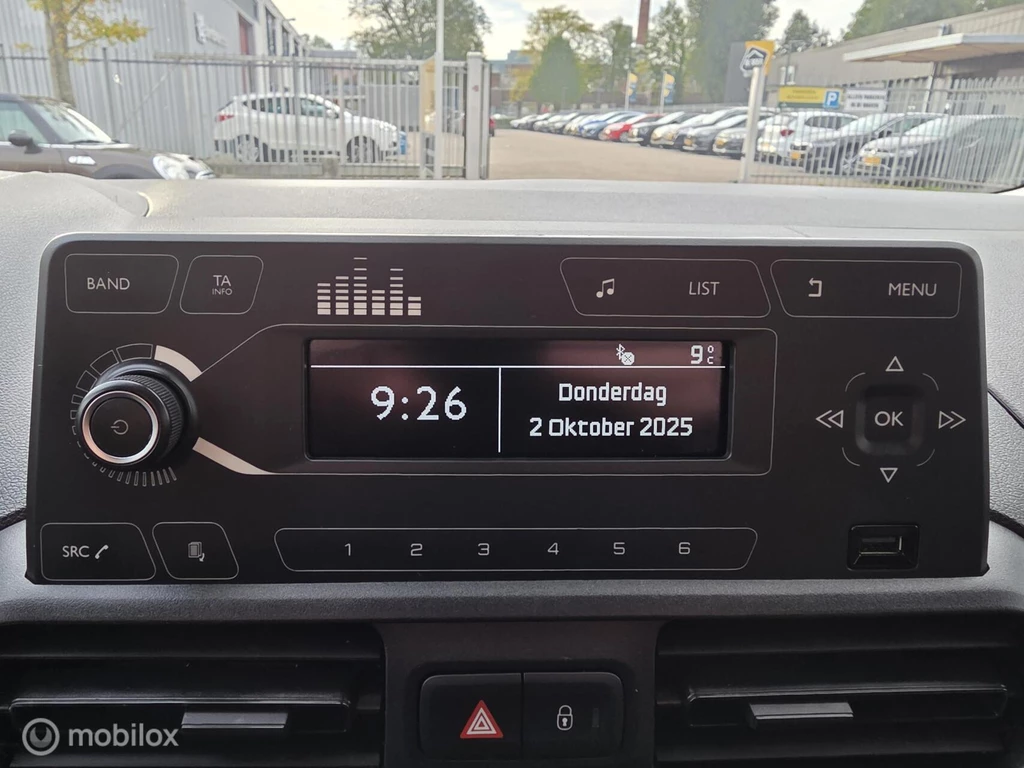 BAND
TA
INFO
LIST
MENU
9°C
9:26
Donderdag
2 Oktober 2025
OK
SRC
1 2 3 4 5 6
mobilox